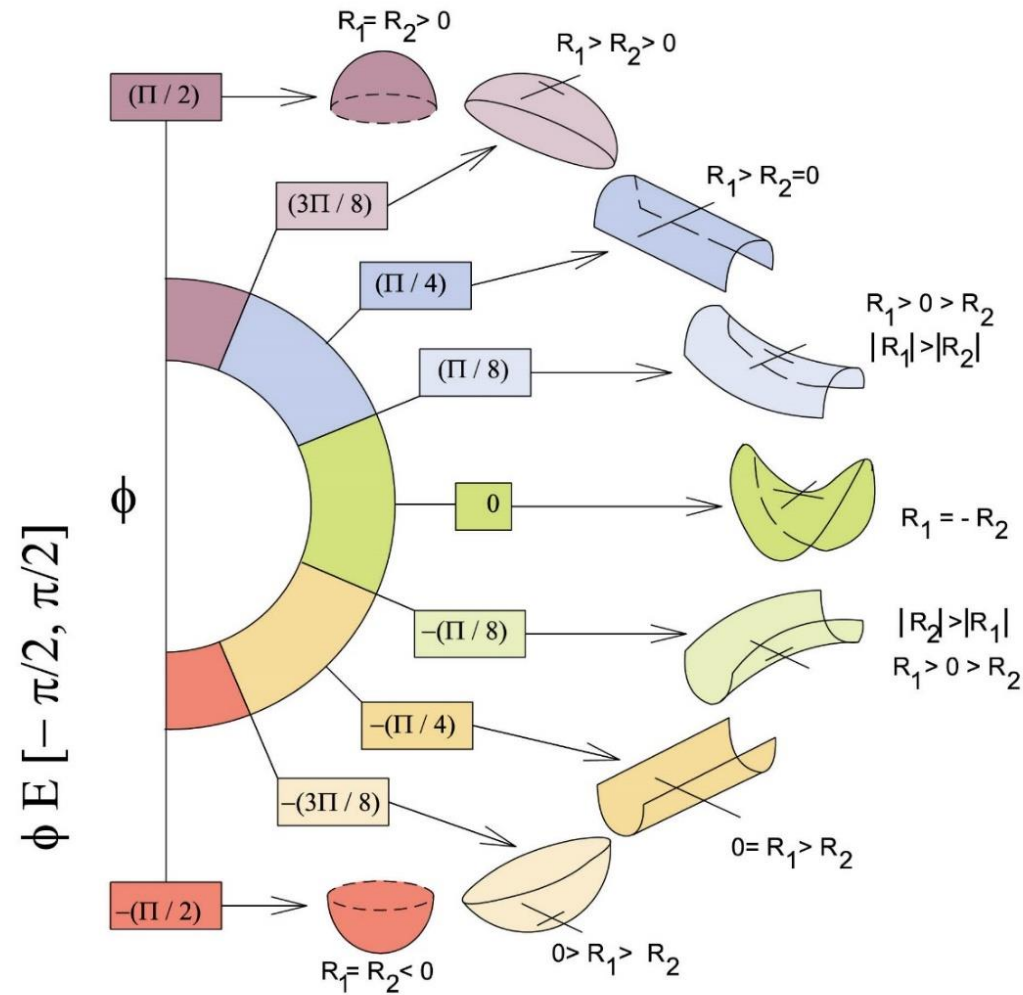 R1= R2> 0
R1> R2> 0
(Π / 2)
(3Π / 8)
R1> R2=0
(Π / 4)
R1> 0 > R2
|R1|>|R2|
(Π / 8)
ϕ
0
R1 = - R2
ϕ E [– π/2, π/2]
–(Π / 8)
|R2|>|R1|
R1> 0 > R2
–(Π / 4)
–(3Π / 8)
0= R1> R2
–(Π / 2)
0> R1> R2
R1= R2< 0